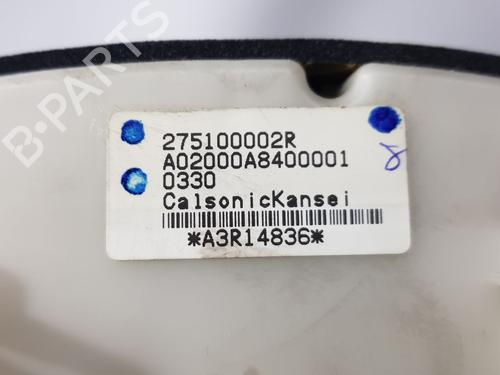 B-PARTS
275100002R
A02000A8400001
0330
CalsonicKansei
*A3R14836*
8